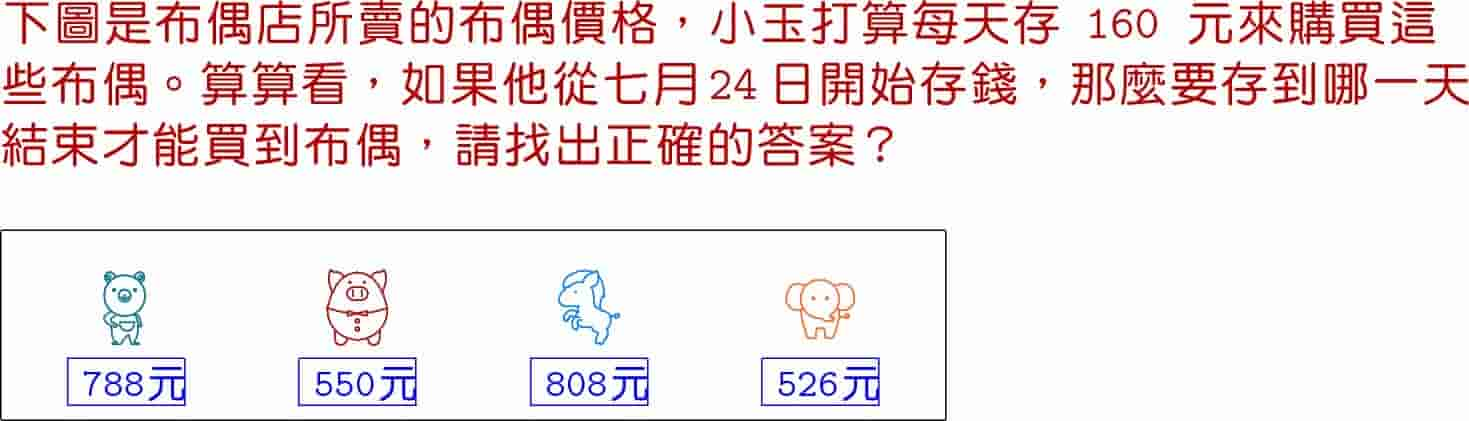 下圖是布偶店所賣的布偶價格，小玉打算每天存 160 元來購買這
些布偶。算算看，如果他從七月24日開始存錢，那麼要存到哪一天
結束才能買到布偶，請找出正確的答案？
788元 550元 808元 526元